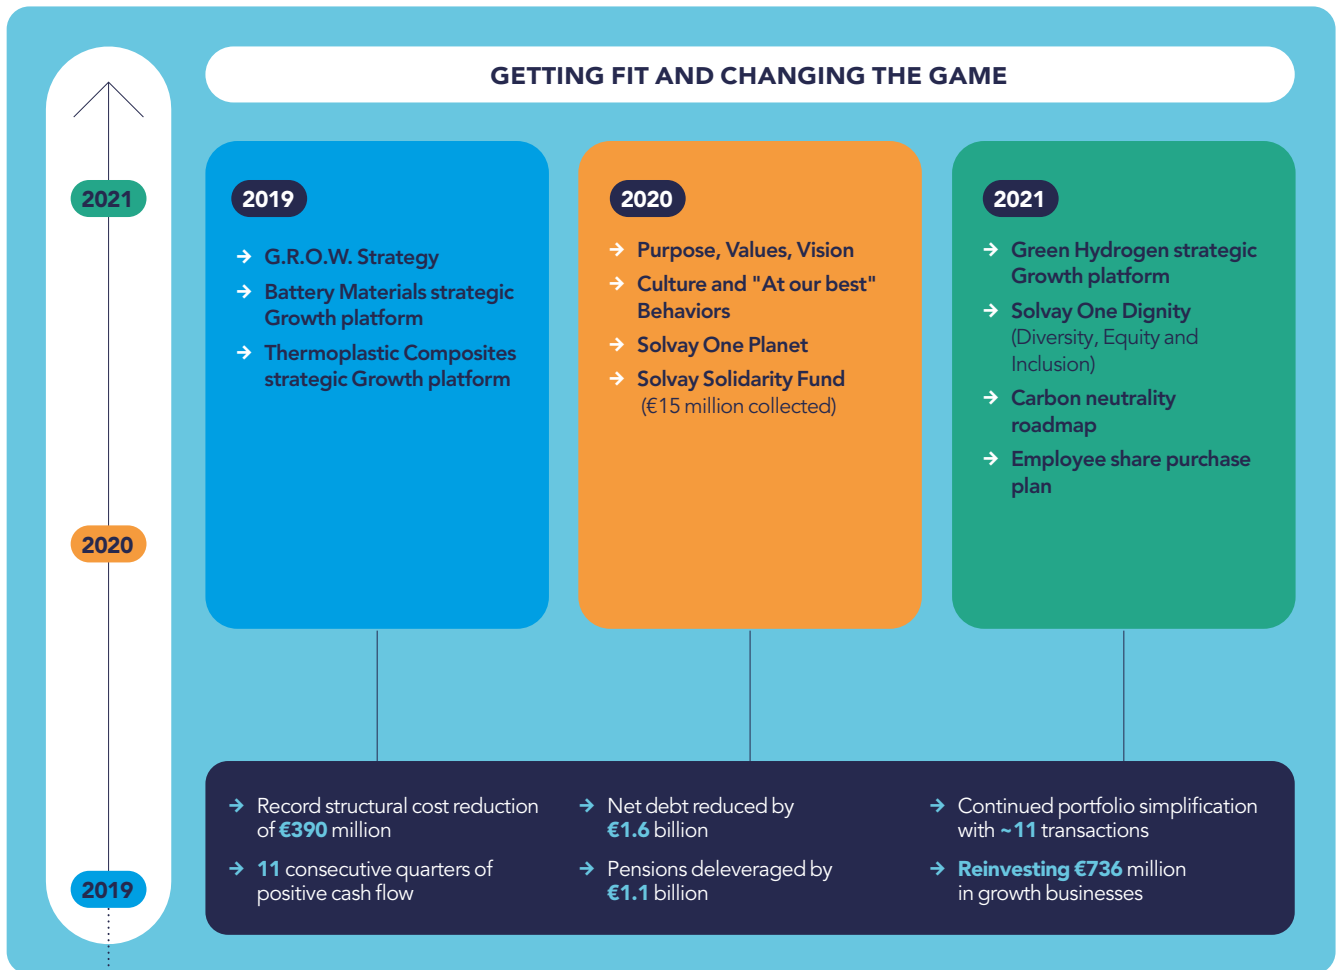 GETTING FIT AND CHANGING THE GAME
2021
2020
2019
2019
G.R.O.W. Strategy
Battery Materials strategic
Growth platform
Thermoplastic Composites
strategic Growth platform
2020
Purpose, Values, Vision
Culture and "At our best"
Behaviors
Solvay One Planet
Solvay Solidarity Fund
(€15 million collected)
2021
Green Hydrogen strategic
Growth platform
Solvay One Dignity
(Diversity, Equity and
Inclusion)
Carbon neutrality
roadmap
Employee share purchase
plan
Record structural cost reduction
of €390 million
11 consecutive quarters of
positive cash flow
Net debt reduced by
€1.6 billion
Pensions deleveraged by
€1.1 billion
Continued portfolio simplification
with ~11 transactions
Reinvesting €736 million
in growth businesses